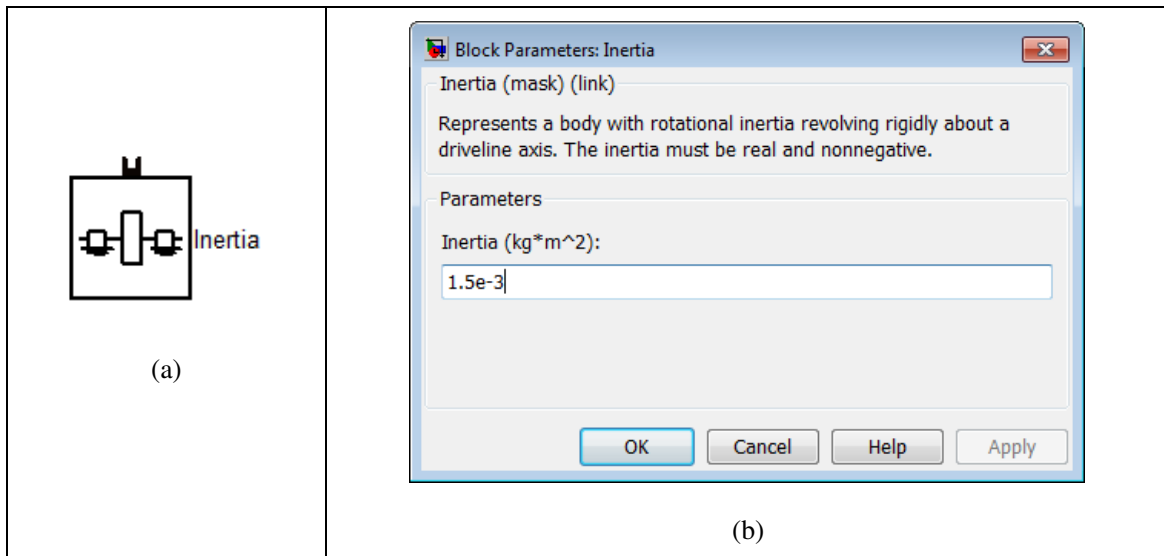 Inertia
(a)
Block Parameters: Inertia
Inertia (mask) (link)
Represents a body with rotational inertia revolving rigidly about a
driveline axis. The inertia must be real and nonnegative.
Parameters
Inertia (kg*m^2):
1.5e-3
OK Cancel Help Apply
(b)